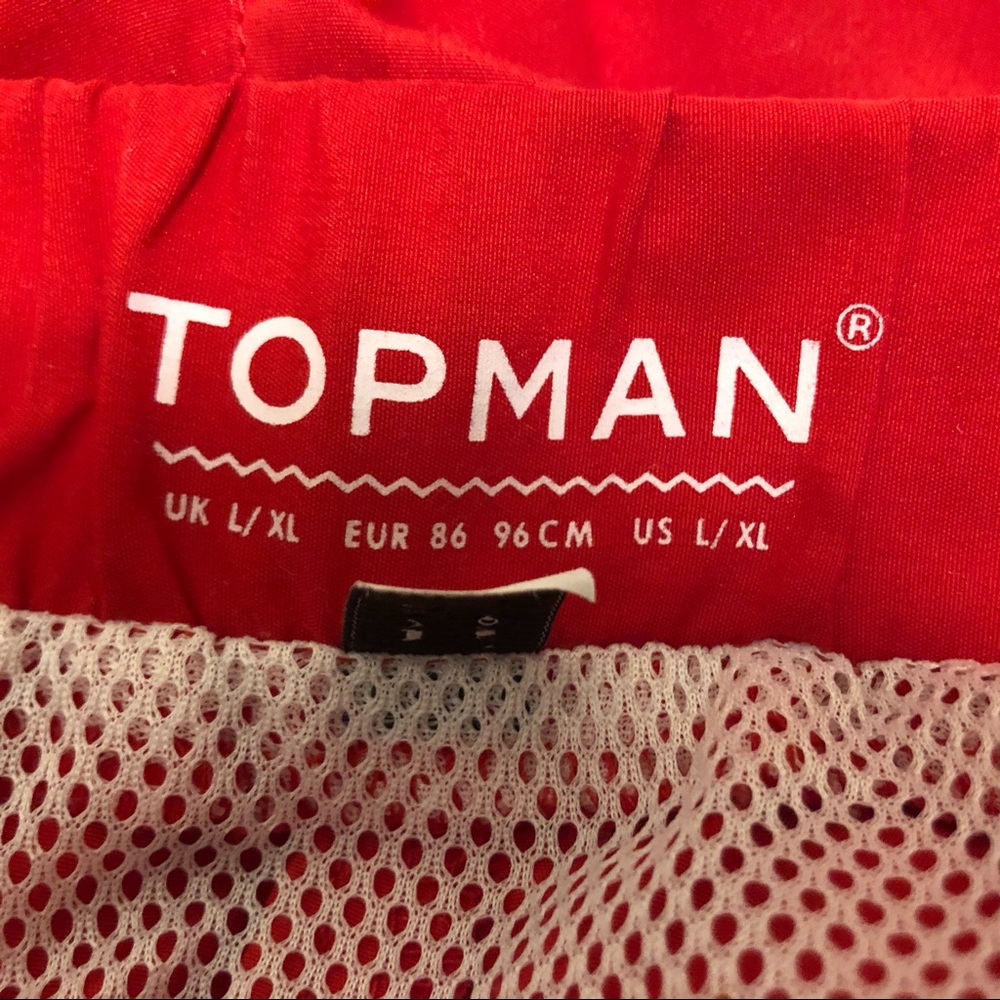 TOPMAN®
UK L/XL EUR 86 96CM US L/XL